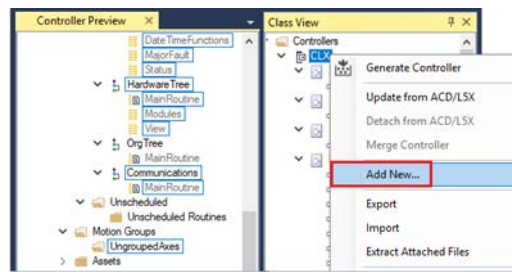 Controller Preview
DateTimeFunctions
MajorFault
Status
HardwareTree
MainRoutine
Modules
View
OrgTree
MainRoutine
Communications
MainRoutine
Unscheduled
Unscheduled Routines
Motion Groups
UngroupedAxes
Assets
Class View
Controllers
CLX
Generate Controller
Update from ACD/L5X
Detach from ACD/L5X
Merge Controller
Add New...
Export
Import
Extract Attached Files